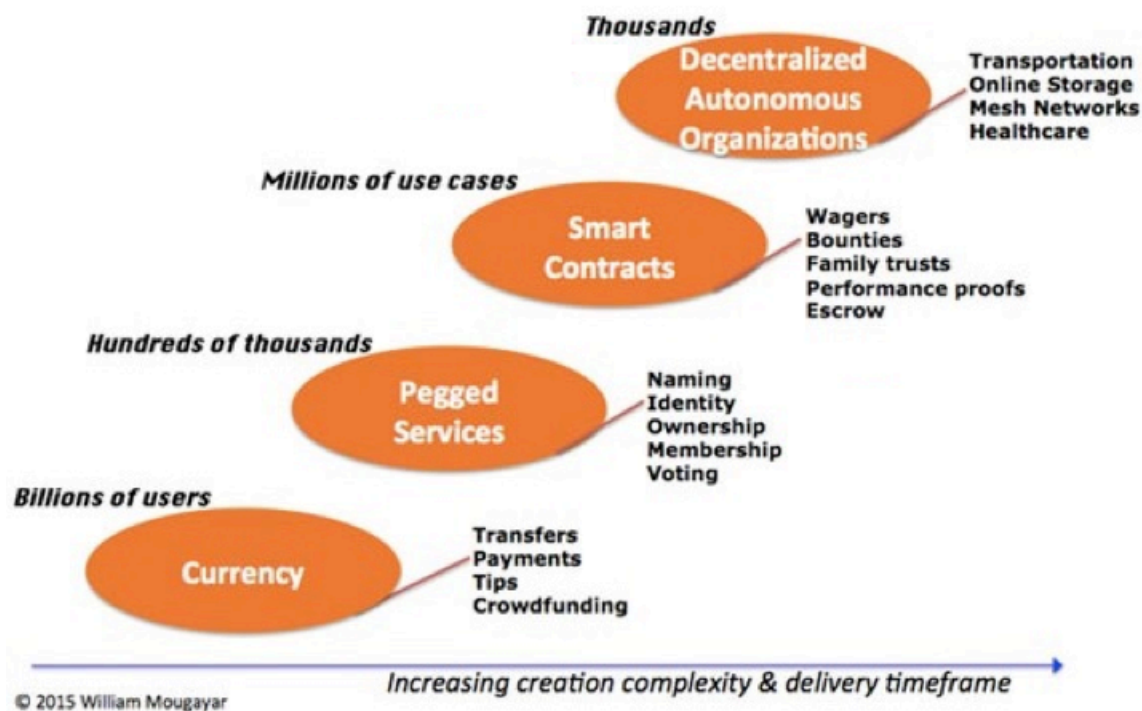 Thousands
Decentralized
Autonomous
Organizations
Transportation
Online Storage
Mesh Networks
Healthcare
Millions of use cases
Smart
Contracts
Wagers
Bounties
Family trusts
Performance proofs
Escrow
Hundreds of thousands
Pegged
Services
Naming
Identity
Ownership
Membership
Voting
Billions of users
Currency
Transfers
Payments
Tips
Crowdfunding
Increasing creation complexity & delivery timeframe
© 2015 William Mougayar